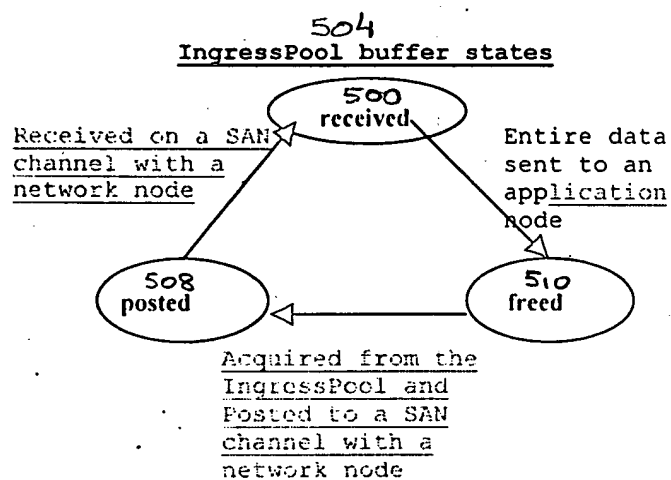 504
IngressPool buffer states
500
received
Received on a SAN
channel with a
network node
Entire data
sent to an
application
node
508
posted
510
freed
Acquired from the
IngressPool and
Posted to a SAN
channel with a
network node